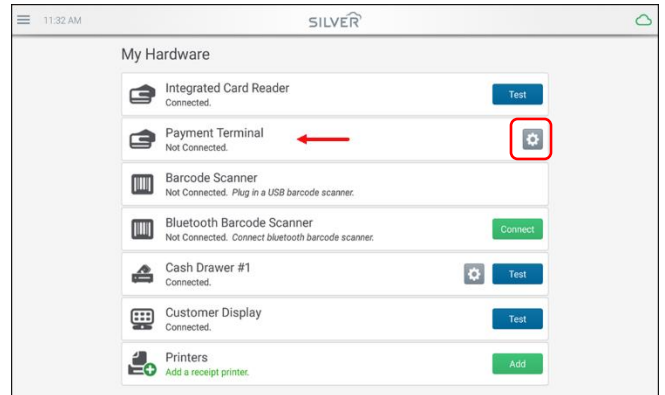 11:32 AM
SILVER
My Hardware
Integrated Card Reader
Connected.
Test
Payment Terminal
Not Connected.
Barcode Scanner
Not Connected. Plug in a USB barcode scanner.
Bluetooth Barcode Scanner
Not Connected. Connect bluetooth barcode scanner.
Connect
Cash Drawer #1
Connected.
Test
Customer Display
Connected.
Test
Printers
Add a receipt printer.
Add